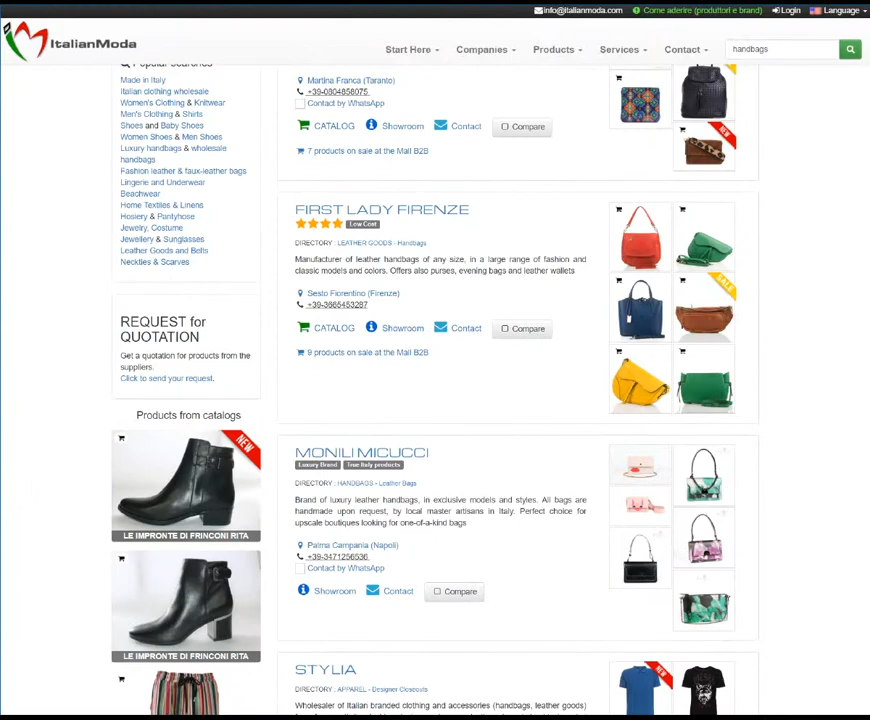 info@italianmoda.com Come aderire (produttori e brand) Login Language
ItalianModa
Start Here Companies Products Services Contact handbags
Popular searches
Made in Italy
Italian clothing wholesale
Women's Clothing & Knitwear
Men's Clothing & Shirts
Shoes and Baby Shoes
Women Shoes & Men Shoes
Luxury handbags & wholesale
handbags
Fashion leather & faux-leather bags
Lingerie and Underwear
Beachwear
Home Textiles & Linens
Hosiery & Pantyhose
Jewelry, Costume
Jewellery & Sunglasses
Leather Goods and Belts
Neckties & Scarves
REQUEST for
QUOTATION
Get a quotation for products from the
suppliers.
Click to send your request.
Products from catalogs
NEW
LE IMPRONTE DI FRINCONI RITA
LE IMPRONTE DI FRINCONI RITA
Martina Franca (Taranto)
+39-0804858075
Contact by WhatsApp
CATALOG Showroom Contact Compare
7 products on sale at the Mall B2B
NEW
FIRST LADY FIRENZE
Low Cost
DIRECTORY : LEATHER GOODS - Handbags
Manufacturer of leather handbags of any size, in a large range of fashion and
classic models and colors. Offers also purses, evening bags and leather wallets
Sesto Fiorentino (Firenze)
+39-3665453287
CATALOG Showroom Contact Compare
9 products on sale at the Mall B2B
SALE
MONILI MICUCCI
Luxury Brand True Italy products
DIRECTORY : HANDBAGS - Leather Bags
Brand of luxury leather handbags, in exclusive models and styles. All bags are
handmade upon request, by local master artisans in Italy. Perfect choice for
upscale boutiques looking for one-of-a-kind bags
Palma Campania (Napoli)
+39-3471256536
Contact by WhatsApp
Showroom Contact Compare
STYLIA
DIRECTORY : APPAREL - Designer Closeouts
Wholesaler of Italian branded clothing and accessories (handbags, leather goods)
NEW